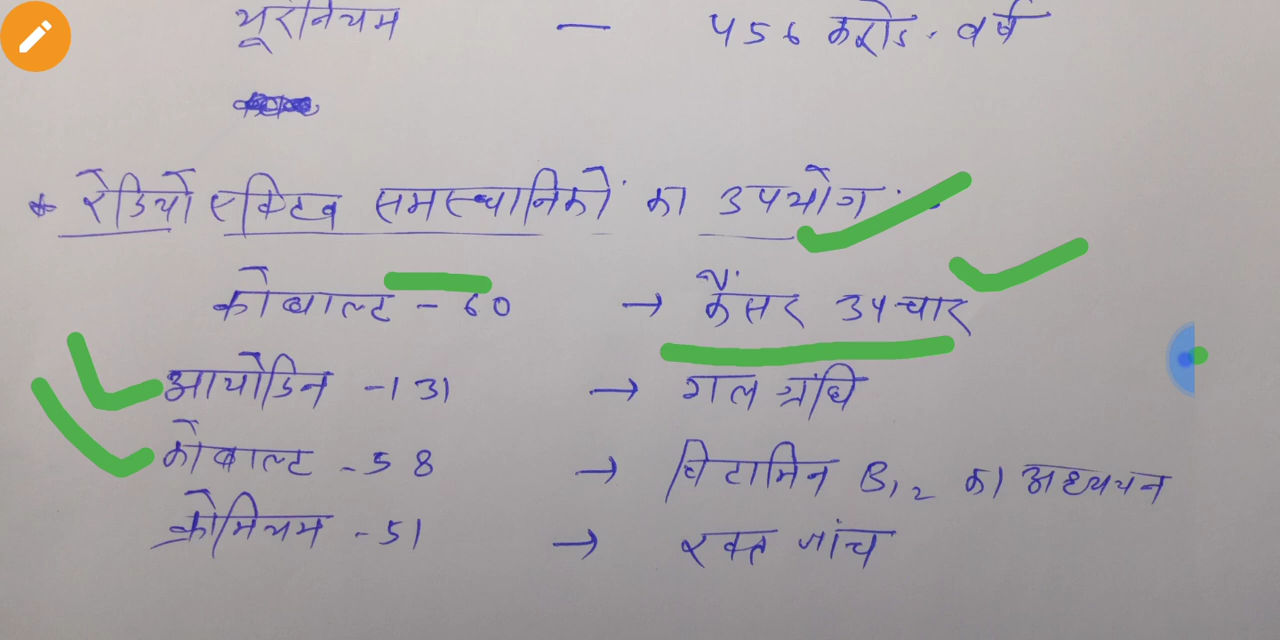 यूरेनियम — 456 करोड़ वर्ष
* रेडियो एक्टिव समस्थानिकों का उपयोग
कोबाल्ट - 60 → कैंसर उपचार
आयोडिन - 131 → गल ग्रंथि
कोबाल्ट - 58 → विटामिन B12 का अध्ययन
क्रोमियम - 51 → रक्त जांच